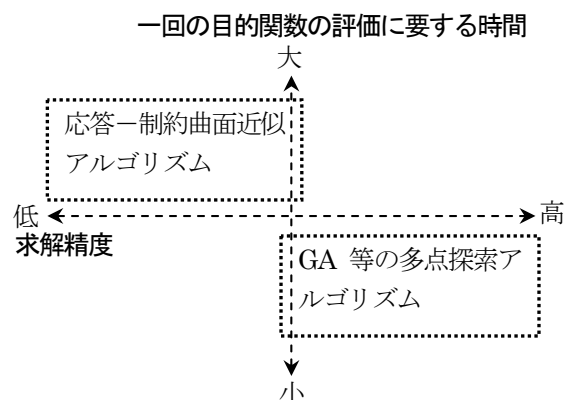 一回の目的関数の評価に要する時間
大
応答－制約曲面近似
アルゴリズム
低
高
求解精度
GA 等の多点探索ア
ルゴリズム
小